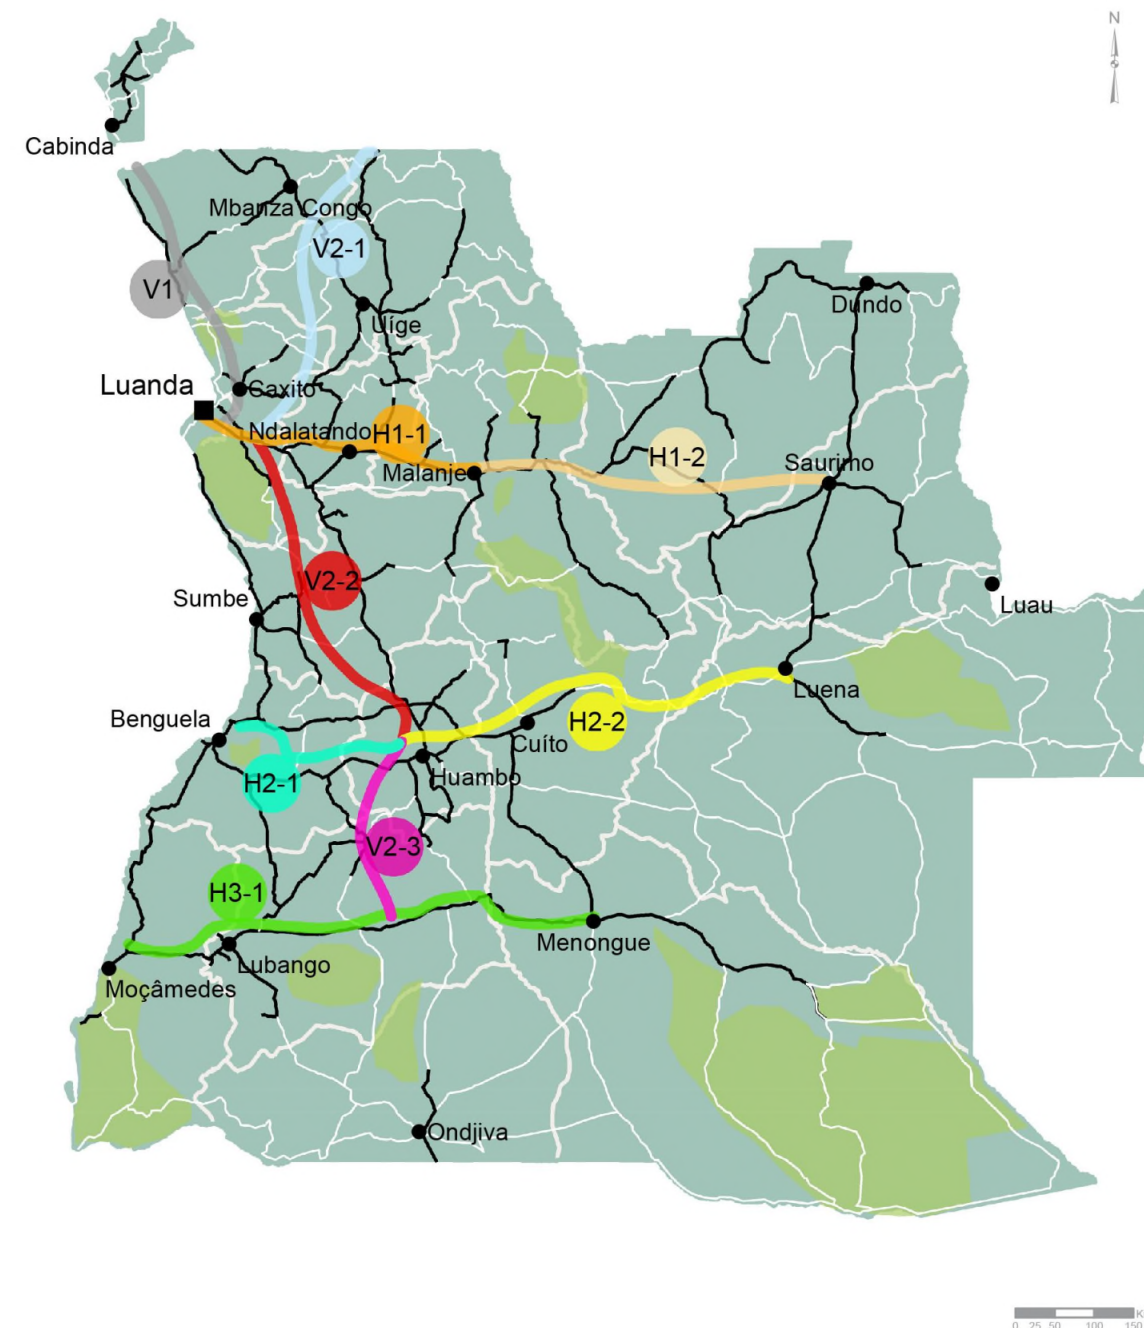 N
Cabinda
Mbanza Congo
V2-1
V1
Dundo
Uíge
Luanda
Caxito
Ndalatando
H1-1
H1-2
Malanje
Saurimo
V2-2
Sumbe
Luau
Luena
Benguela
H2-2
Cuíto
Huambo
H2-1
V2-3
H3-1
Menongue
Lubango
Moçâmedes
Ondjiva
0 25 50 100 150